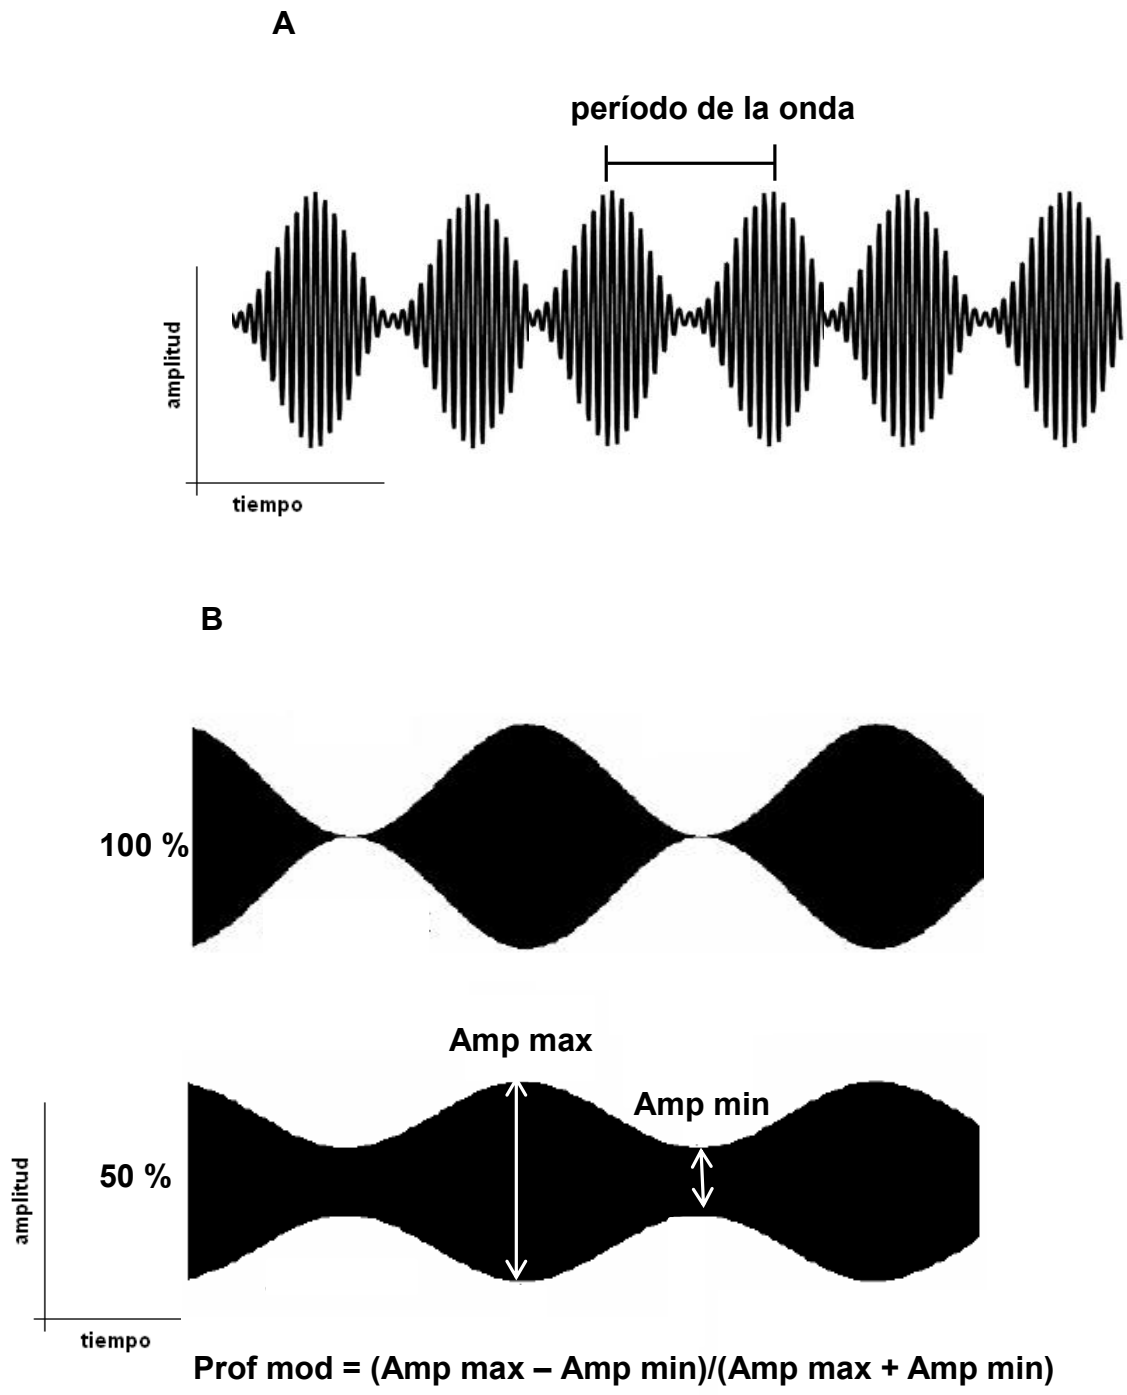 A
período de la onda
amplitud
tiempo
B
100 %
Amp max
Amp min
50 %
amplitud
tiempo
Prof mod = (Amp max – Amp min)/(Amp max + Amp min)